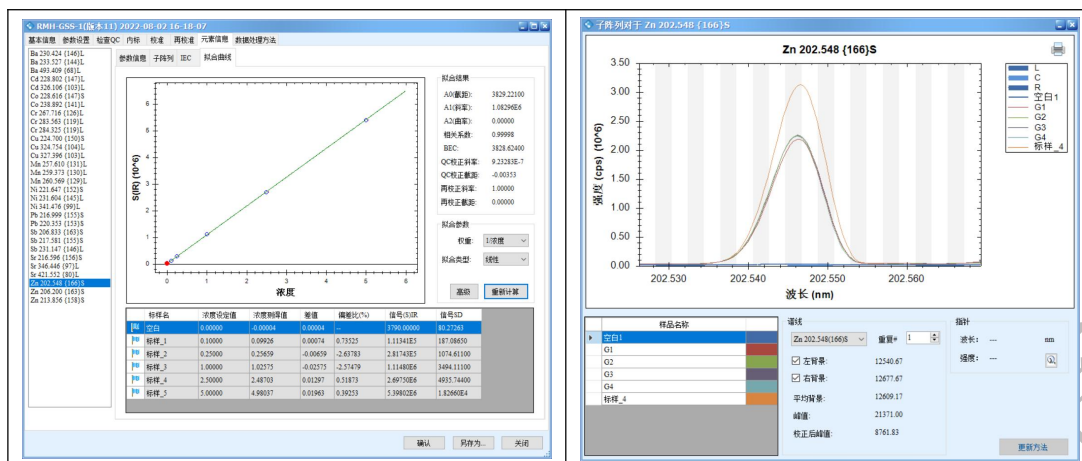 RMH-GSS-1(版本11) 2022-08-02 16-18-07
基本信息 参数设置 检查QC 内标 校准 再校准 元素信息 数据处理方法
Ba 230.424 {146}L
Ba 233.527 {144}L
Ba 493.409 {68}L
Cd 228.802 {147}L
Cd 326.106 {103}L
Co 228.616 {147}S
Co 238.892 {141}L
Cr 267.716 {126}L
Cr 283.563 {119}L
Cr 284.325 {119}L
Cu 224.700 {150}S
Cu 324.754 {104}L
Cu 327.396 {103}L
Mn 257.610 {131}L
Mn 259.373 {130}L
Mn 260.569 {129}L
Ni 221.647 {152}S
Ni 231.604 {145}L
Ni 341.476 {99}L
Pb 216.999 {155}S
Pb 220.353 {153}S
Sb 206.833 {163}S
Sb 217.581 {155}S
Sb 231.147 {146}L
Sr 216.596 {156}S
Sr 346.446 {97}L
Sr 421.552 {80}L
Zn 202.548 {166}S
Zn 206.200 {163}S
Zn 213.856 {158}S
参数信息 子阵列 IEC 拟合曲线
S(IR) (10^6)
6
5
4
3
2
1
0
0 1 2 3 4 5 6
浓度
拟合结果
A0(截距): 3829.22100
A1(斜率): 1.08296E6
A2(曲率): 0.00000
相关系数: 0.99998
BEC: 3828.62400
QC校正斜率: 9.23283E-7
QC校正截距: -0.00353
两校正斜率: 1.00000
两校正截距: 0.00000
拟合参数
权重: 1/浓度
拟合类型: 线性
高级 重新计算
标样名 浓度设定值 浓度测得值 差值 偏差比(%) 信号(S)IR 信号SD
空白 0.00000 -0.00004 0.00004 -- 3790.00000 80.27263
标样_1 0.10000 0.09926 0.00074 0.73525 1.11341E5 187.08650
标样_2 0.25000 0.25659 -0.00659 -2.63783 2.81743E5 1074.61100
标样_3 1.00000 1.02575 -0.02575 -2.57479 1.11480E6 3494.11100
标样_4 2.50000 2.48703 0.01297 0.51873 2.69750E6 4935.74400
标样_5 5.00000 4.98037 0.01963 0.39253 5.39802E6 1.82660E4
确认 另存为... 关闭
子阵列对于 Zn 202.548 {166}S
Zn 202.548 {166}S
强度 (cps) (10^6)
3.50
3.00
2.50
2.00
1.50
1.00
0.50
0.00
202.530 202.540 202.550 202.560
波长 (nm)
L
C
R
空白1
G1
G2
G3
G4
标样_4
样品名称
空白1
G1
G2
G3
G4
标样_4
谱线
Zn 202.548{166}S 重复# 1
左背景: 12540.67
右背景: 12677.67
平均背景: 12609.17
峰值: 21371.00
校正后峰值: 8761.83
指针
波长: --- nm
强度: ---
更新方法